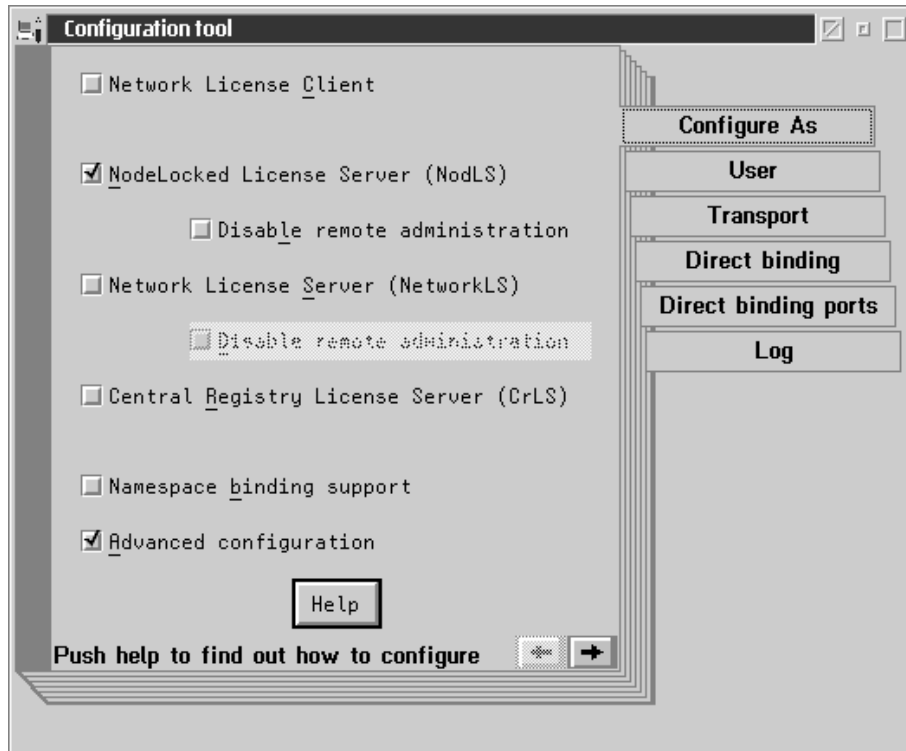 Configuration tool
Network License Client
NodeLocked License Server (NodLS)
Disable remote administration
Network License Server (NetworkLS)
Disable remote administration
Central Registry License Server (CrLS)
Namespace binding support
Advanced configuration
Help
Push help to find out how to configure
Configure As
User
Transport
Direct binding
Direct binding ports
Log